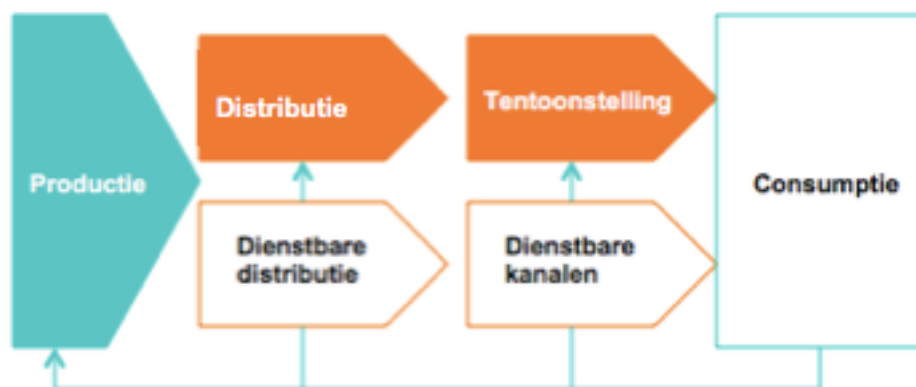 Productie
Distributie
Tentoonstelling
Consumptie
Dienstbare
distributie
Dienstbare
kanalen